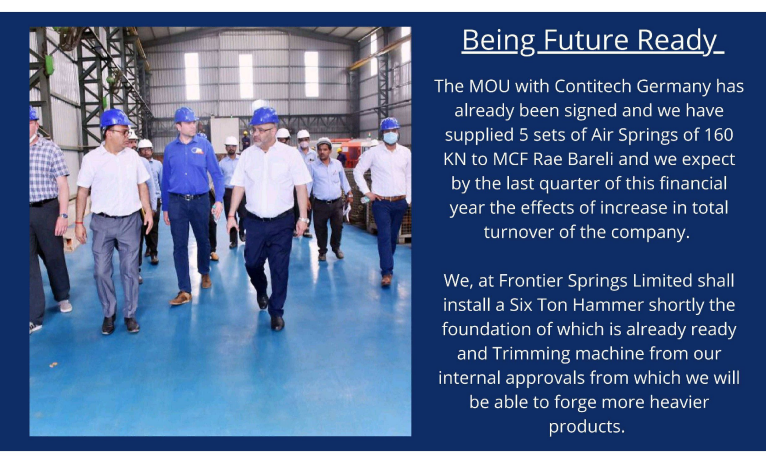 Being Future Ready
The MOU with Contitech Germany has
already been signed and we have
supplied 5 sets of Air Springs of 160
KN to MCF Rae Bareli and we expect
by the last quarter of this financial
year the effects of increase in total
turnover of the company.
We, at Frontier Springs Limited shall
install a Six Ton Hammer shortly the
foundation of which is already ready
and Trimming machine from our
internal approvals from which we will
be able to forge more heavier
products.